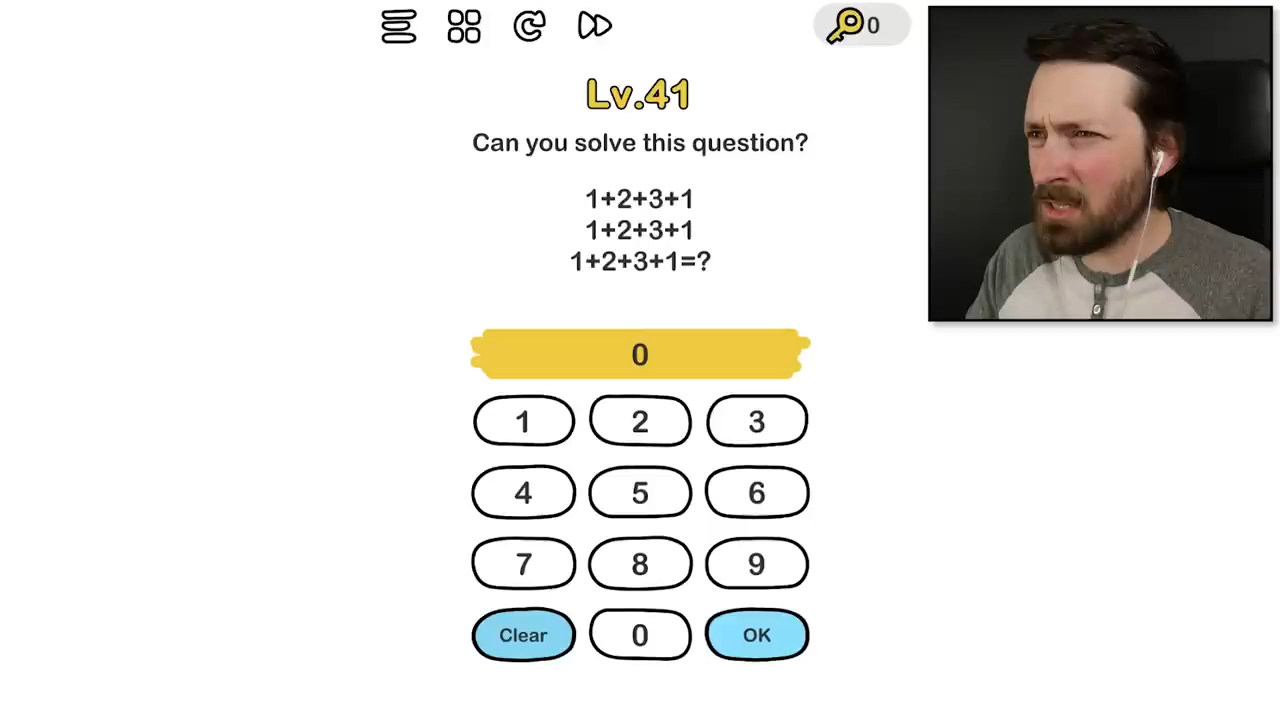 0
Lv.41
Can you solve this question?
1+2+3+1
1+2+3+1
1+2+3+1=?
0
1 2 3
4 5 6
7 8 9
Clear 0 OK